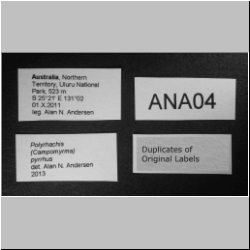 Australia, Northern
Territory, Uluru National
Park, 523 m
S 25°21' E 131°02
01.X.2011
leg. Alan N. Andersen
ANA04
Polyrhachis
(Campomyrma)
pyrrhus
det. Alan N. Andersen
2013
Duplicates of
Original Labels